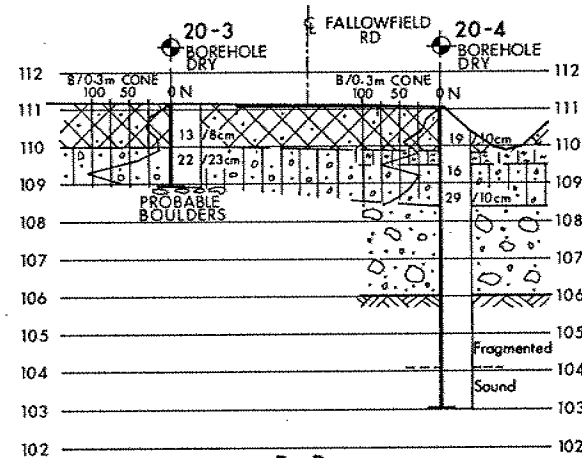 20-3
BOREHOLE
DRY
℄ FALLOWFIELD
RD
20-4
BOREHOLE
DRY
112
B/0·3m CONE
100 50 0 N
B/0·3m CONE
100 50 0 N
112
111
13 /8cm
19 /10cm
111
110
22 /23cm
16
110
109
PROBABLE
BOULDERS
29 /10cm
109
108
108
107
107
106
106
105
Fragmented
105
104
104
Sound
103
103
102
102